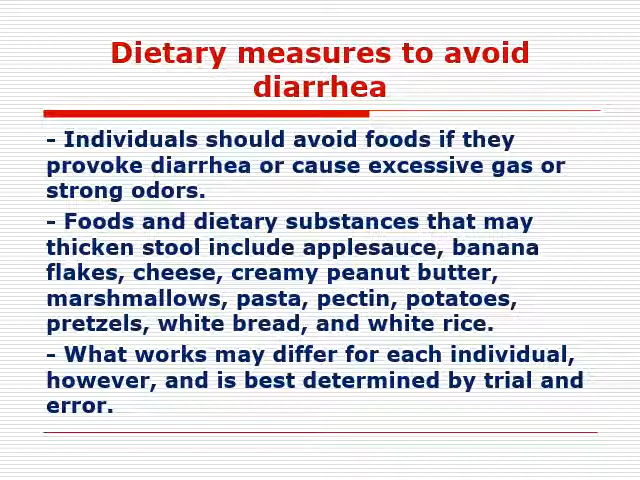 Dietary measures to avoid
diarrhea
- Individuals should avoid foods if they
provoke diarrhea or cause excessive gas or
strong odors.
- Foods and dietary substances that may
thicken stool include applesauce, banana
flakes, cheese, creamy peanut butter,
marshmallows, pasta, pectin, potatoes,
pretzels, white bread, and white rice.
- What works may differ for each individual,
however, and is best determined by trial and
error.